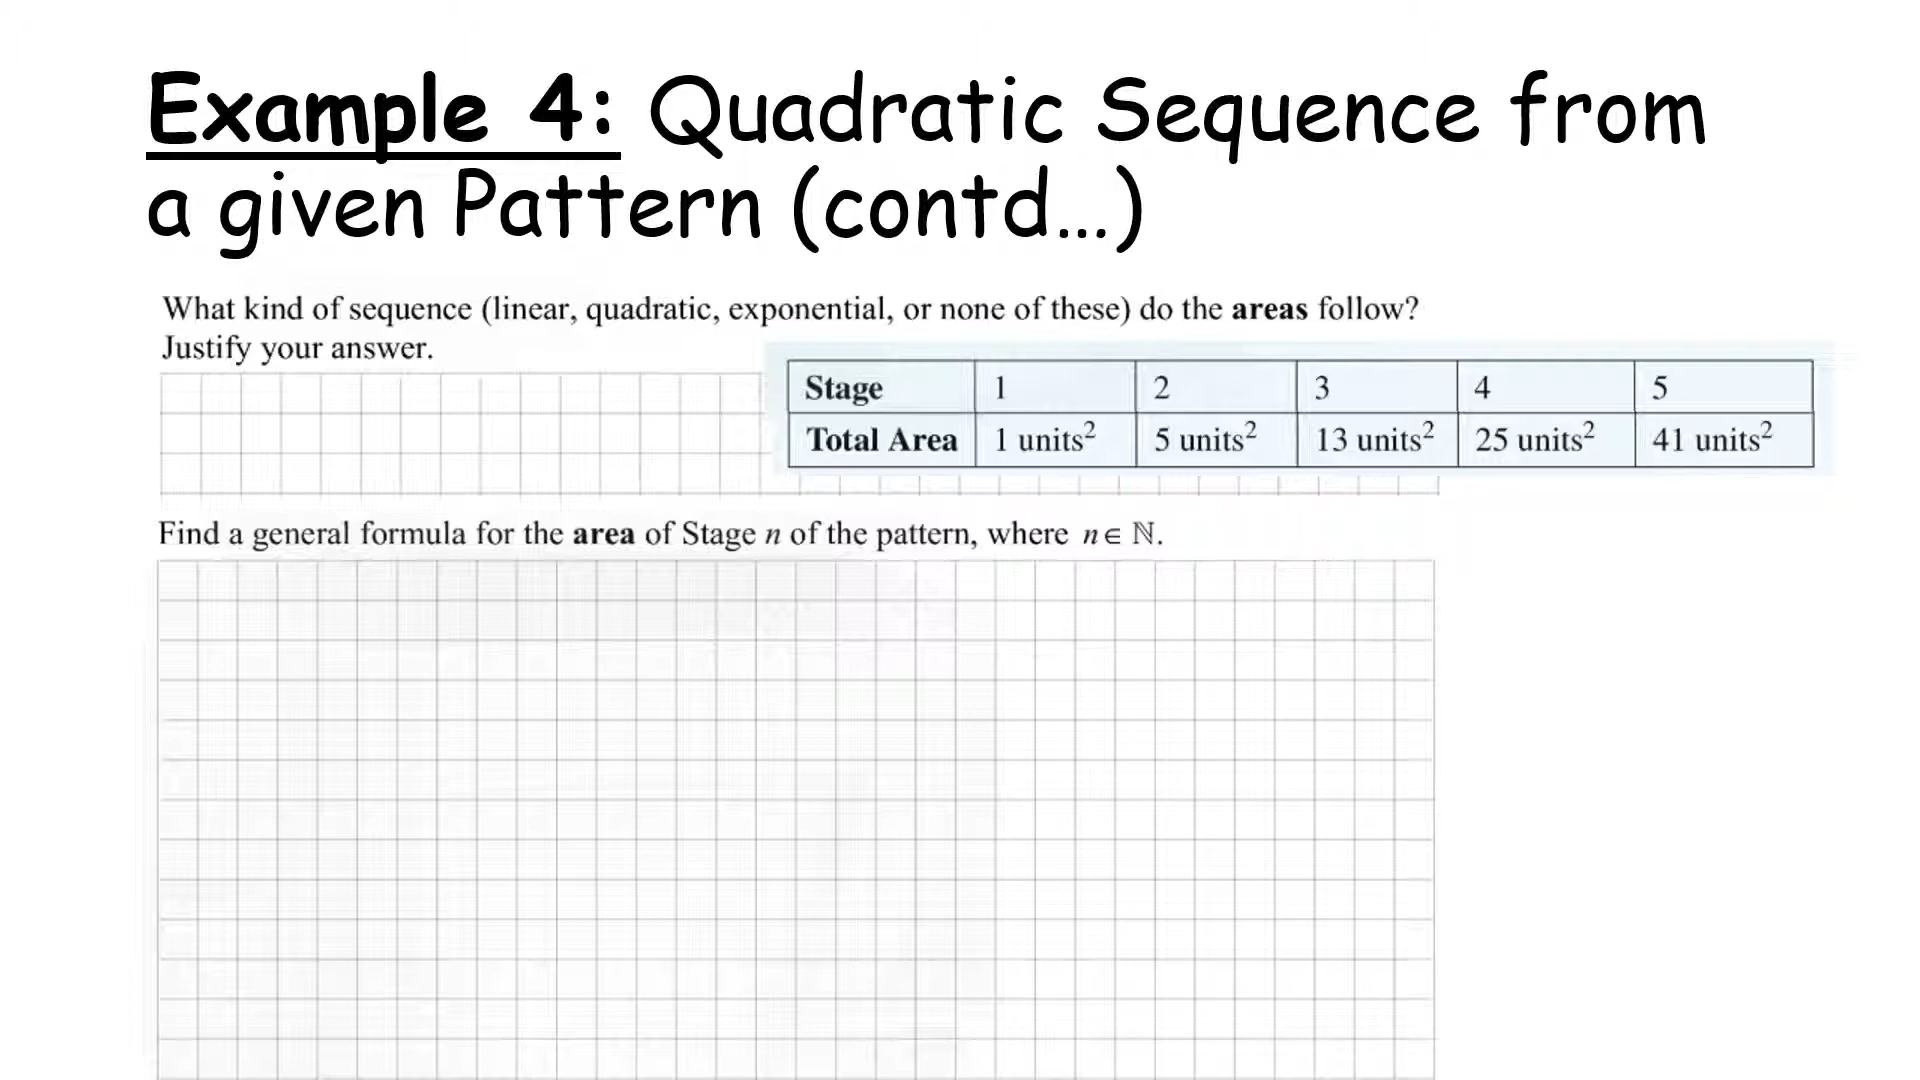 Example 4: Quadratic Sequence from
a given Pattern (contd...)
What kind of sequence (linear, quadratic, exponential, or none of these) do the areas follow?
Justify your answer.
Stage 1 2 3 4 5
Total Area 1 units² 5 units² 13 units² 25 units² 41 units²
Find a general formula for the area of Stage n of the pattern, where n ∈ ℕ.